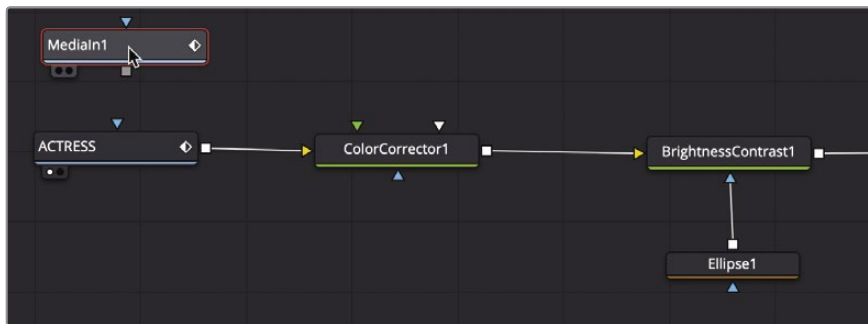 MediaIn1
ACTRESS
ColorCorrector1
BrightnessContrast1
Ellipse1